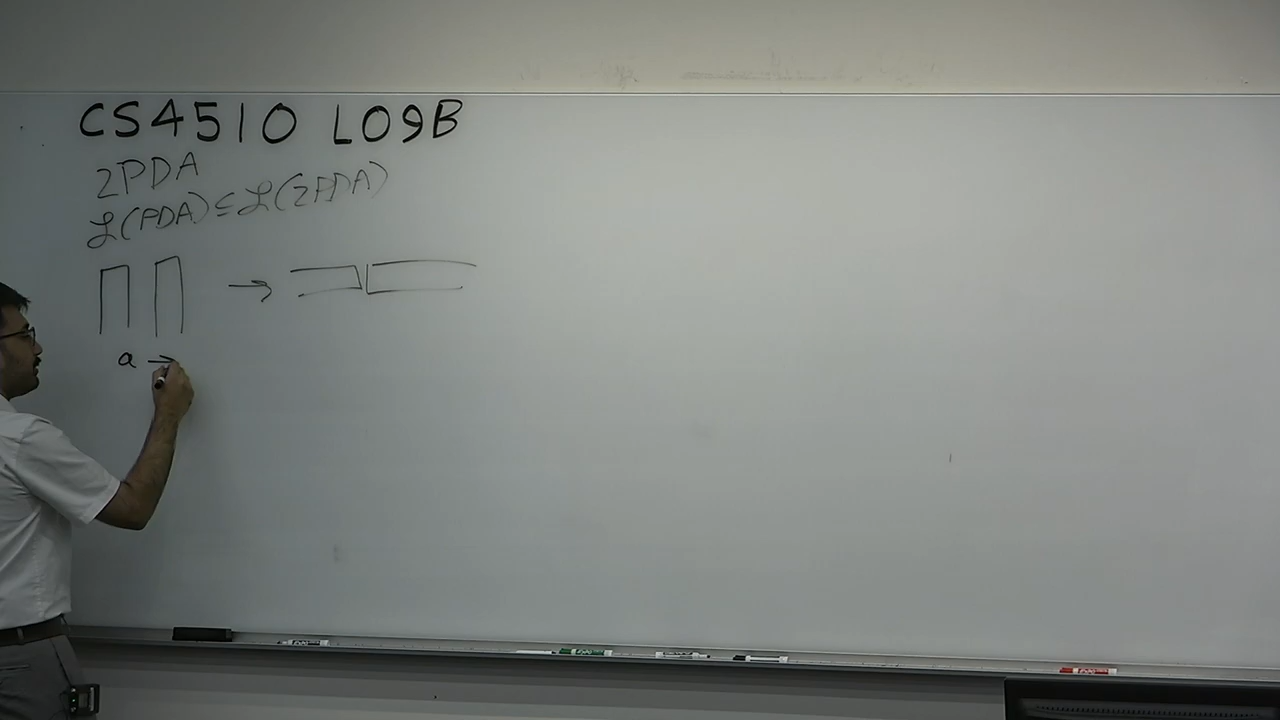 CS4510 L09B
2PDA
ℒ(PDA) ⊆ ℒ(2PDA)
→
a →